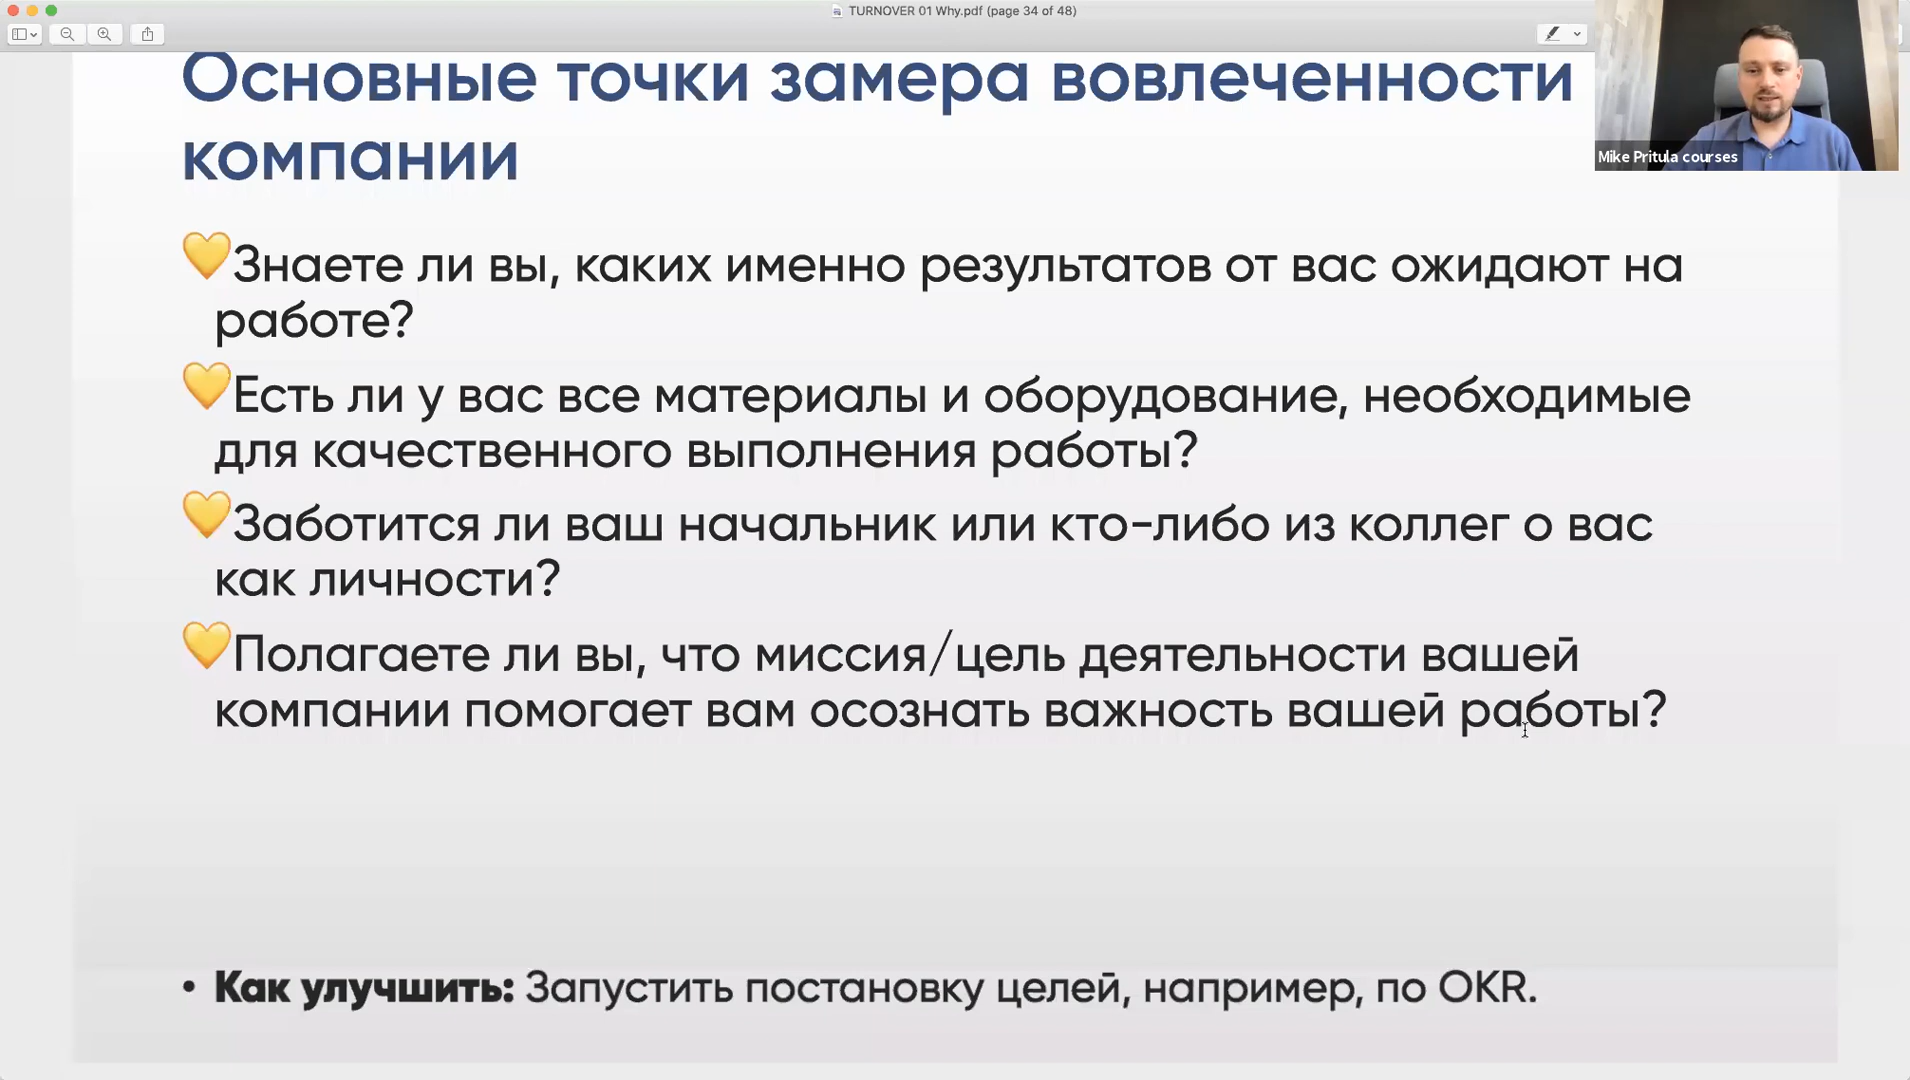 TURNOVER 01 Why.pdf (page 34 of 48)
Mike Pritula courses
Основные точки замера вовлеченности
компании
💛Знаете ли вы, каких именно результатов от вас ожидают на
работе?
💛Есть ли у вас все материалы и оборудование, необходимые
для качественного выполнения работы?
💛Заботится ли ваш начальник или кто-либо из коллег о вас
как личности?
💛Полагаете ли вы, что миссия/цель деятельности вашей
компании помогает вам осознать важность вашей работы?
• Как улучшить: Запустить постановку целей, например, по OKR.